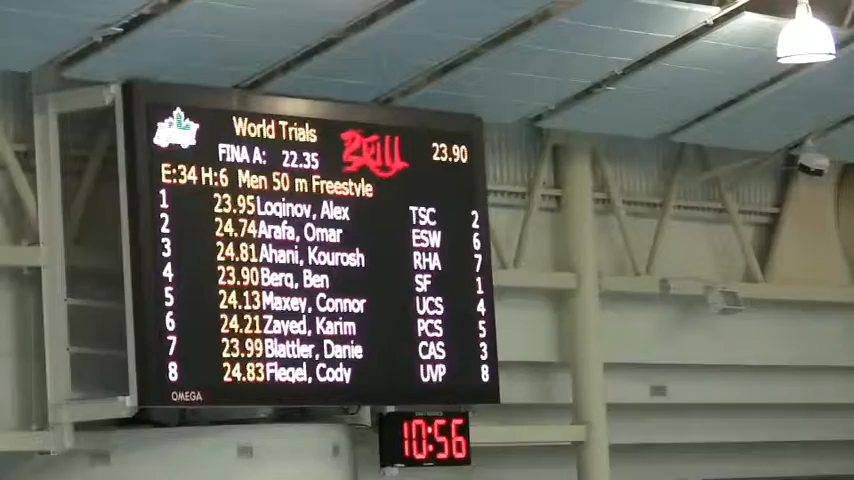 World Trials
FINA A: 22.35 23.90
E:34 H:6 Men 50 m Freestyle
1 23.95 Loginov, Alex TSC 2
2 24.74 Arafa, Omar ESW 6
3 24.81 Ahani, Kourosh RHA 7
4 23.90 Berg, Ben SF 1
5 24.13 Maxey, Connor UCS 4
6 24.21 Zayed, Karim PCS 5
7 23.99 Blattler, Daniel CAS 3
8 24.83 Flegel, Cody UVP 8
OMEGA
10:56